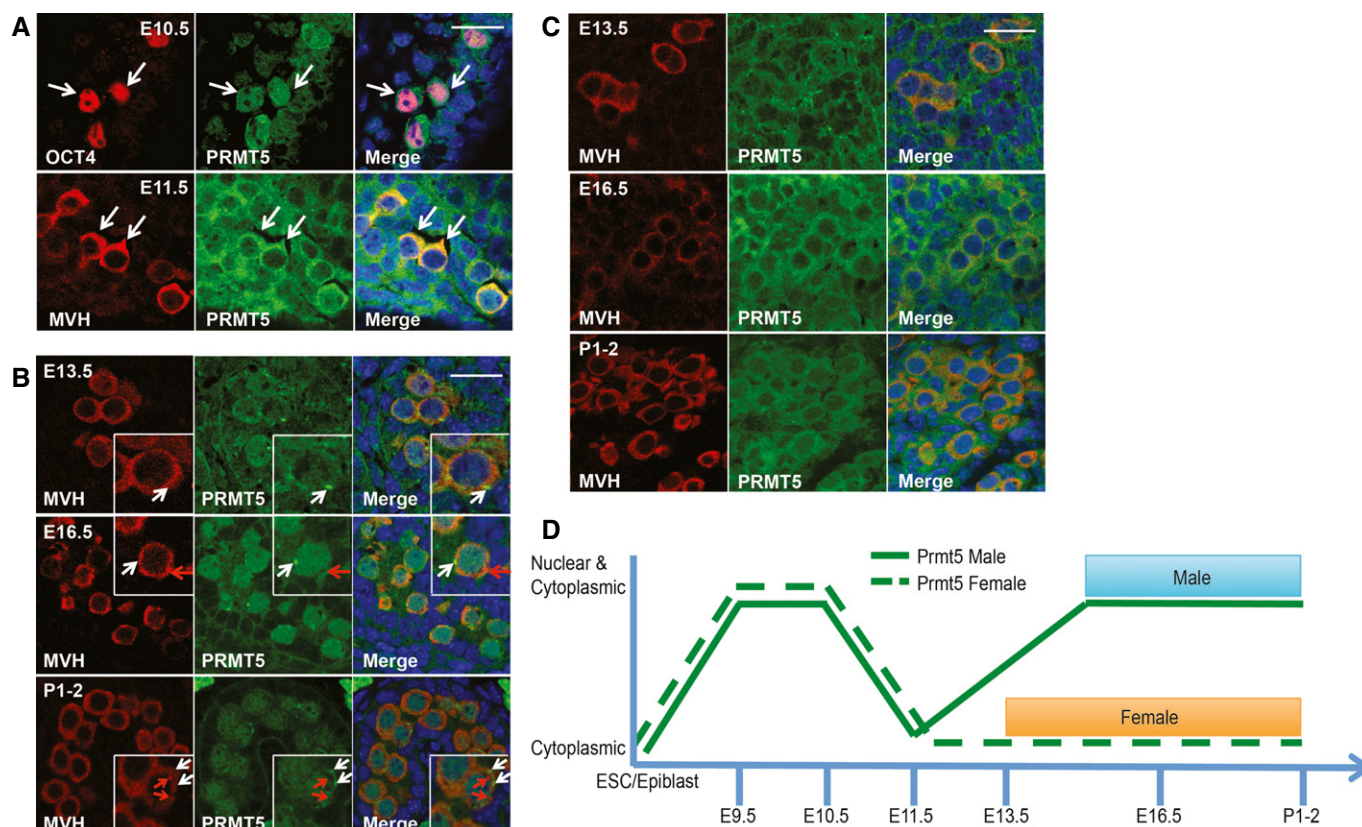 A
E10.5
OCT4
PRMT5
Merge
E11.5
MVH
PRMT5
Merge
B
E13.5
MVH
PRMT5
Merge
E16.5
MVH
PRMT5
Merge
P1-2
MVH
PRMT5
Merge
C
E13.5
MVH
PRMT5
Merge
E16.5
MVH
PRMT5
Merge
P1-2
MVH
PRMT5
Merge
D
Nuclear &
Cytoplasmic
Prmt5 Male
Prmt5 Female
Male
Female
Cytoplasmic
ESC/Epiblast
E9.5
E10.5
E11.5
E13.5
E16.5
P1-2